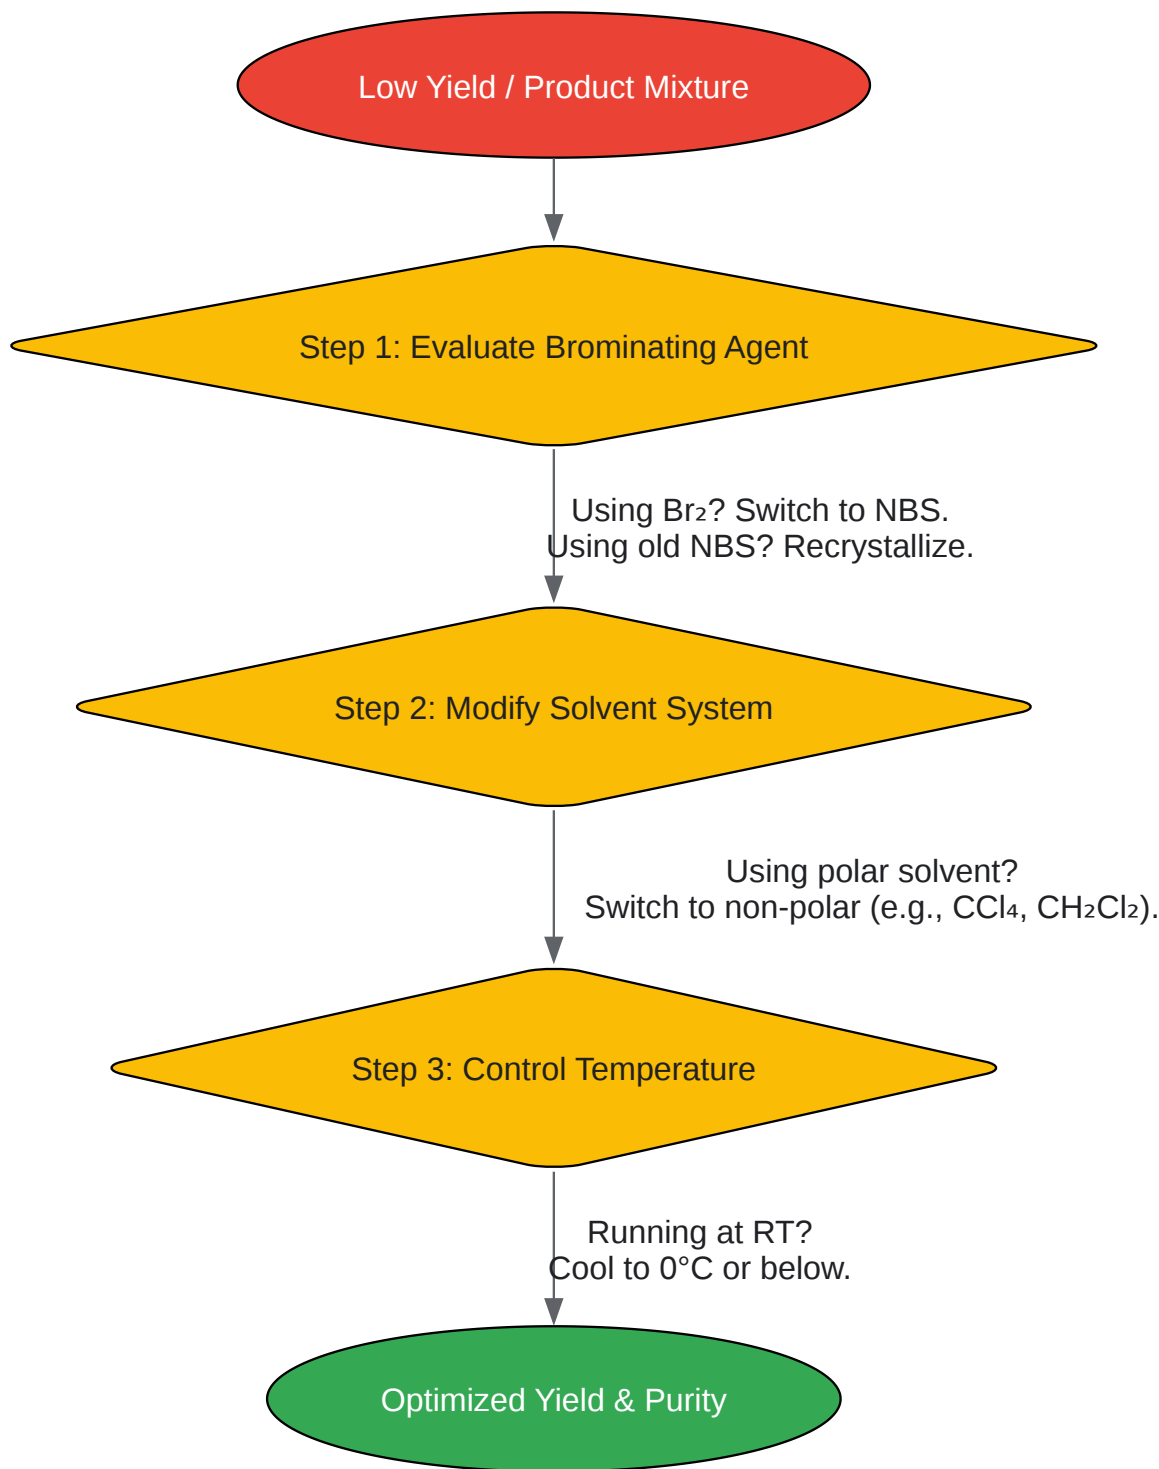 Low Yield / Product Mixture
Step 1: Evaluate Brominating Agent
Using Br₂? Switch to NBS.
Using old NBS? Recrystallize.
Step 2: Modify Solvent System
Using polar solvent?
Switch to non-polar (e.g., CCl₄, CH₂Cl₂).
Step 3: Control Temperature
Running at RT?
Cool to 0°C or below.
Optimized Yield & Purity